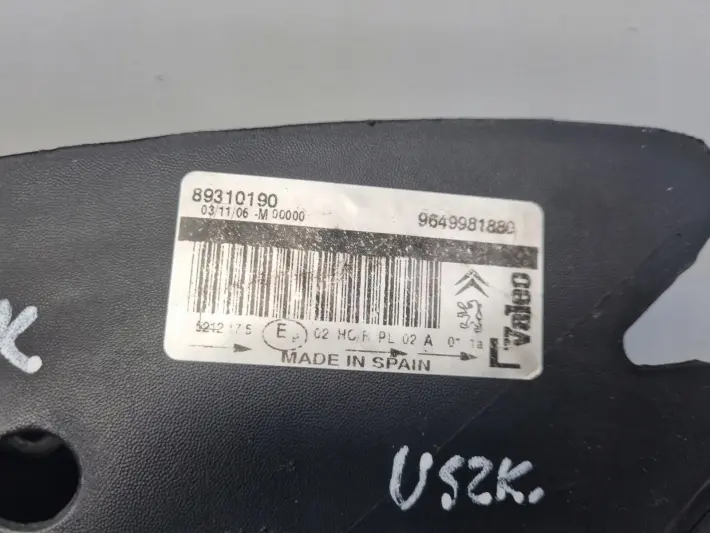 89310190
03/11/06 -M 00000
9649981880
Valeo
L
E
02 HC/R PL 02 A
MADE IN SPAIN
K
USZK.